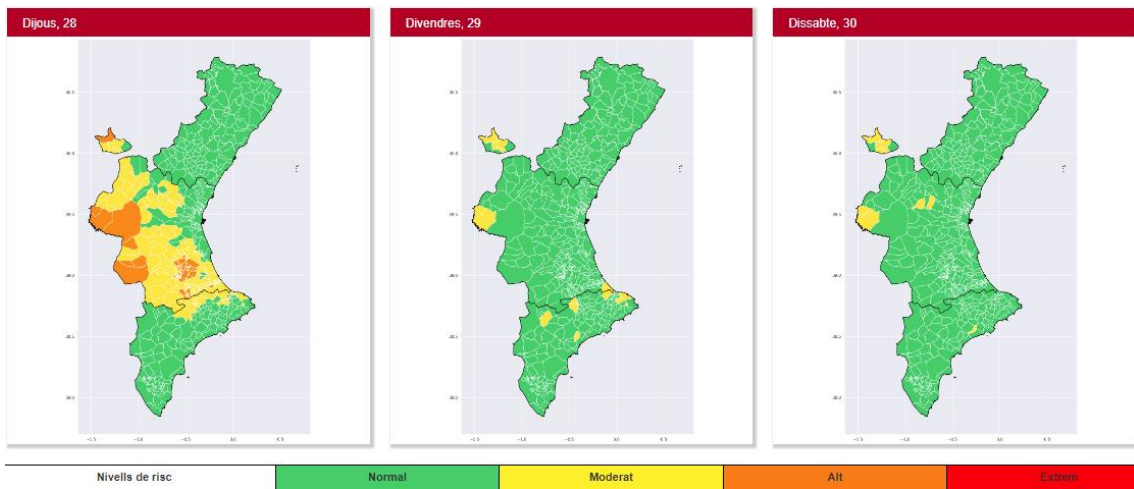 Dijous, 28
Divendres, 29
Dissabte, 30
Nivells de risc
Normal
Moderat
Alt
Extrem